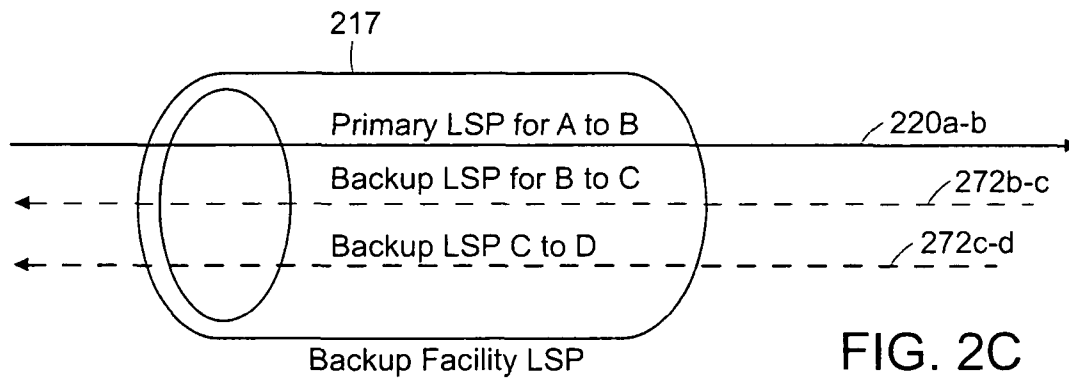 217
Primary LSP for A to B
220a-b
Backup LSP for B to C
272b-c
Backup LSP C to D
272c-d
Backup Facility LSP
FIG. 2C